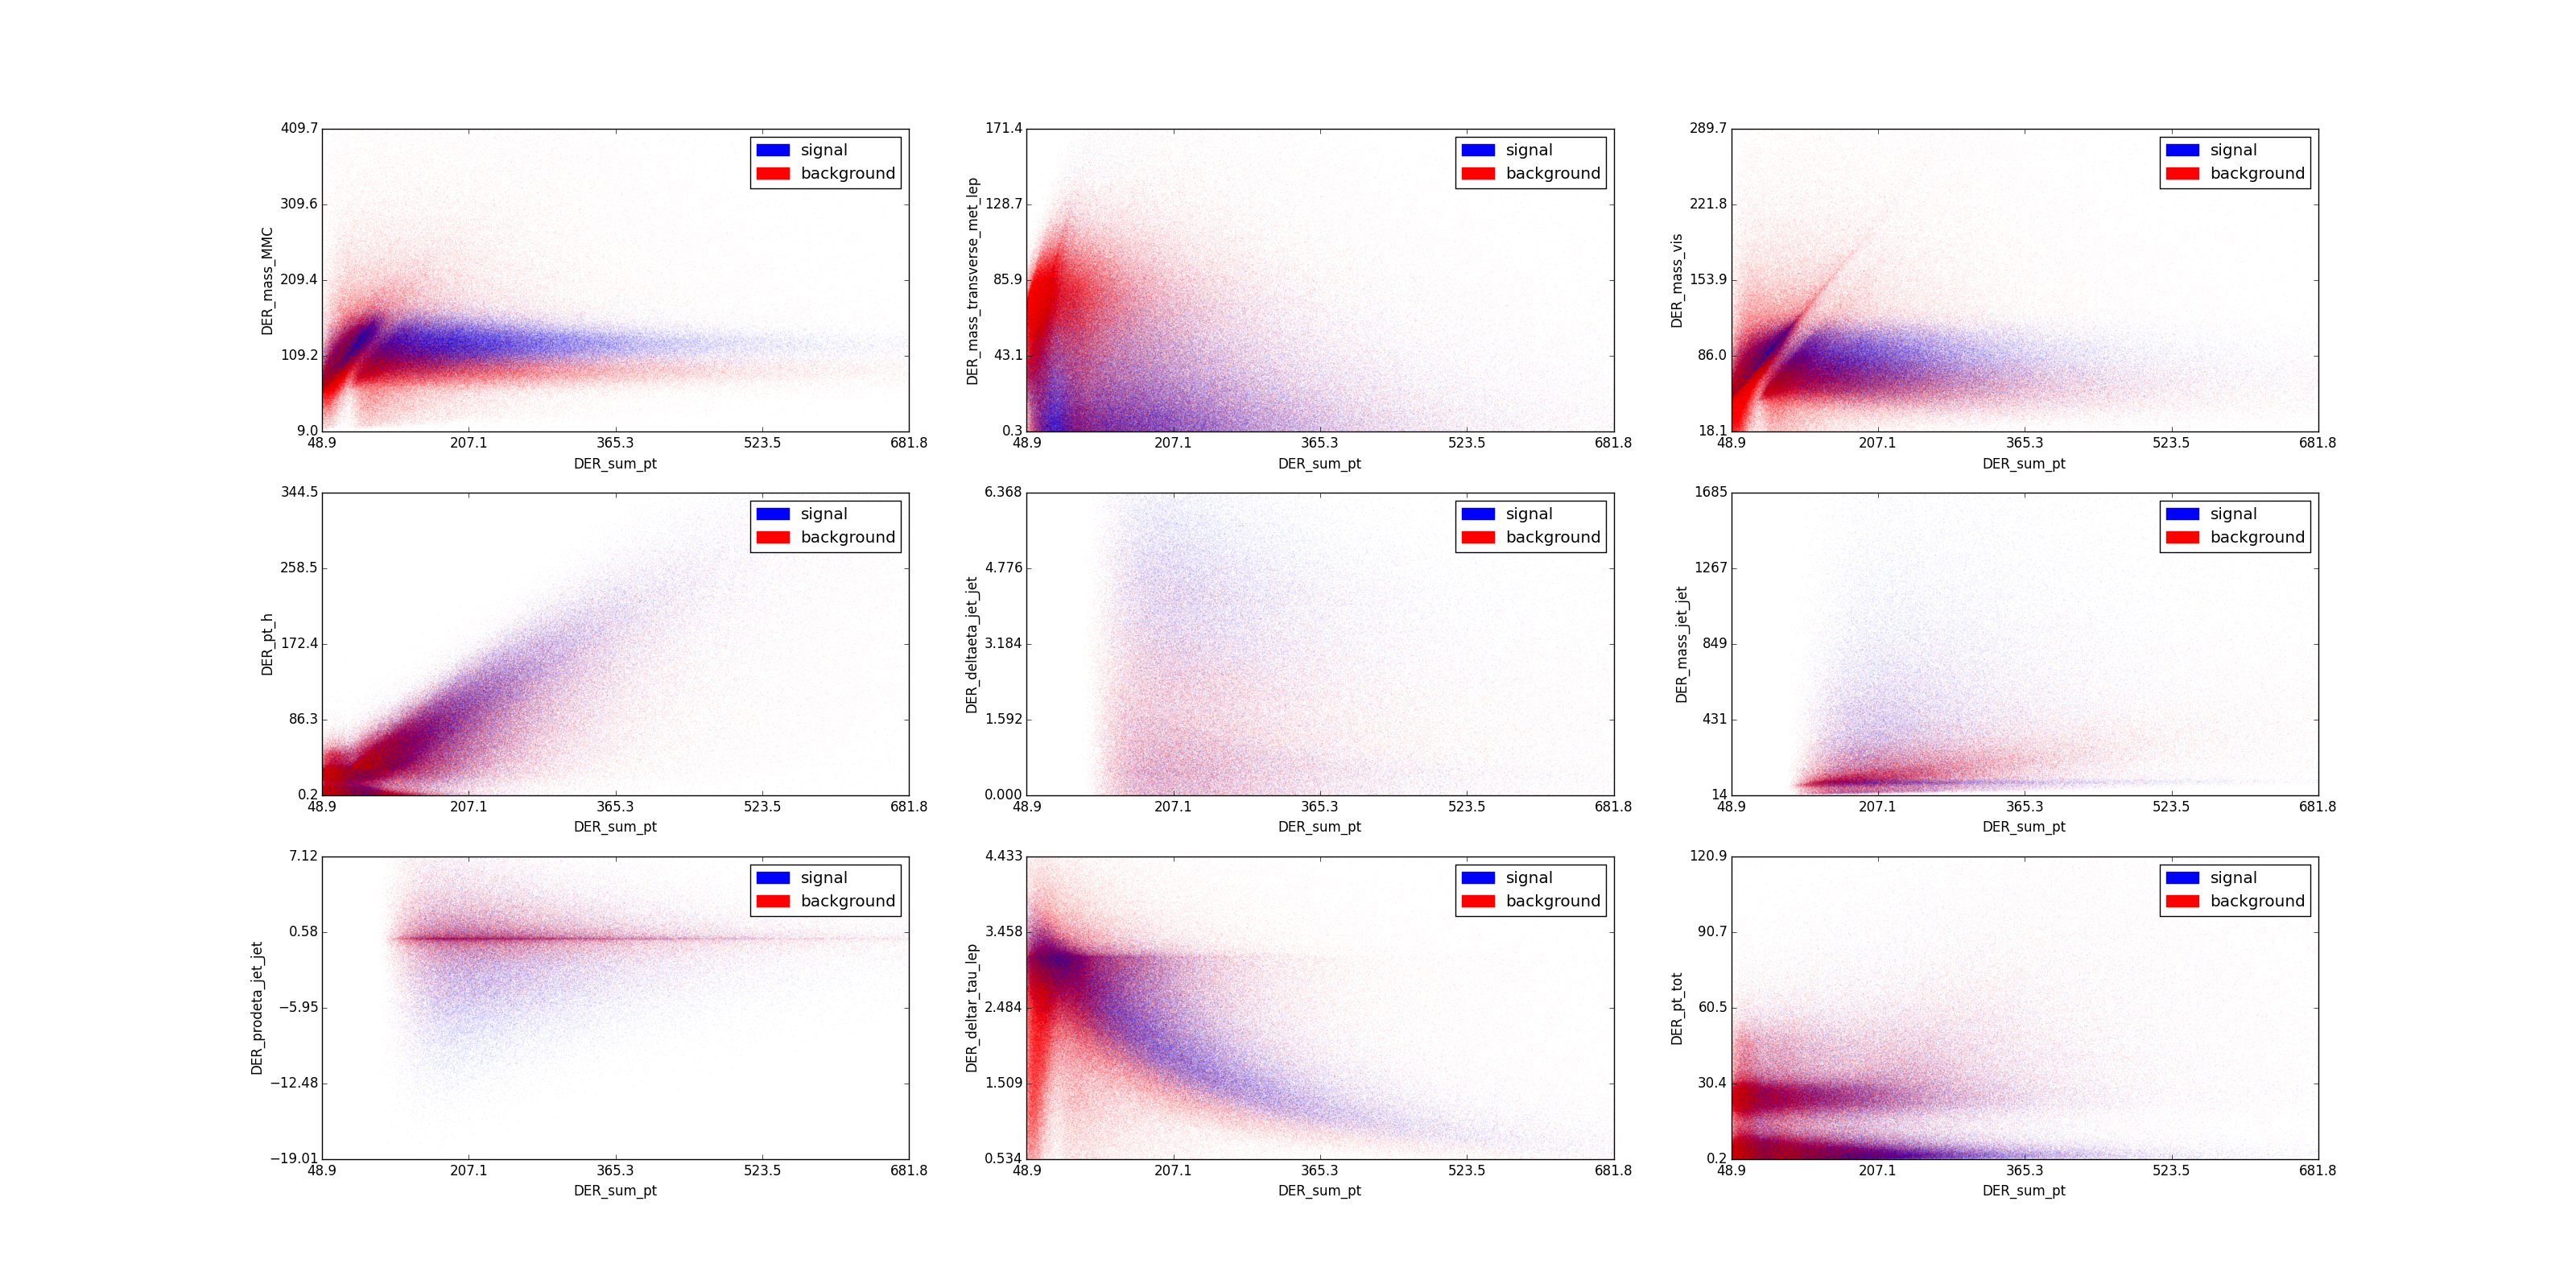 409.7
309.6
209.4
109.2
9.0
DER_mass_MMC
signal
background
48.9 207.1 365.3 523.5 681.8
DER_sum_pt
171.4
128.7
85.9
43.1
0.3
DER_mass_transverse_met_lep
signal
background
48.9 207.1 365.3 523.5 681.8
DER_sum_pt
289.7
221.8
153.9
86.0
18.1
DER_mass_vis
signal
background
48.9 207.1 365.3 523.5 681.8
DER_sum_pt
344.5
258.5
172.4
86.3
0.2
DER_pt_h
signal
background
48.9 207.1 365.3 523.5 681.8
DER_sum_pt
6.368
4.776
3.184
1.592
0.000
DER_deltaeta_jet_jet
signal
background
48.9 207.1 365.3 523.5 681.8
DER_sum_pt
1685
1267
849
431
14
DER_mass_jet_jet
signal
background
48.9 207.1 365.3 523.5 681.8
DER_sum_pt
7.12
0.58
−5.95
−12.48
−19.01
DER_prodeta_jet_jet
signal
background
48.9 207.1 365.3 523.5 681.8
DER_sum_pt
4.433
3.458
2.484
1.509
0.534
DER_deltar_tau_lep
signal
background
48.9 207.1 365.3 523.5 681.8
DER_sum_pt
120.9
90.7
60.5
30.4
0.2
DER_pt_tot
signal
background
48.9 207.1 365.3 523.5 681.8
DER_sum_pt